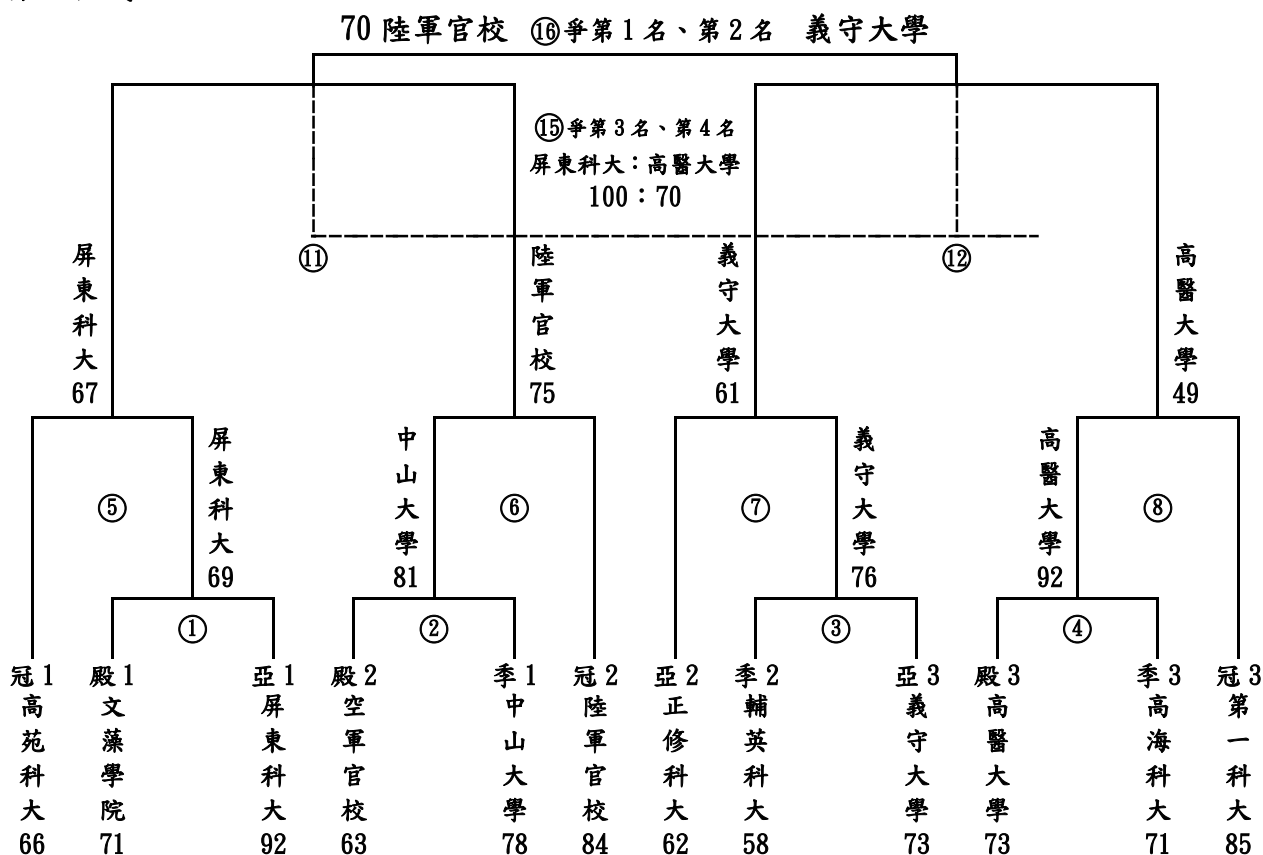 70 陸軍官校 ⑯爭第1名、第2名 義守大學
⑮爭第3名、第4名
屏東科大：高醫大學
100：70
⑪
⑫
屏東科大
67
陸軍官校
75
義守大學
61
高醫大學
49
屏東科大
69
中山大學
81
義守大學
76
高醫大學
92
⑤
⑥
⑦
⑧
①
②
③
④
冠1
高苑科大
66
殿1
文藻學院
71
亞1
屏東科大
92
殿2
空軍官校
63
季1
中山大學
78
冠2
陸軍官校
84
亞2
正修科大
62
季2
輔英科大
58
亞3
義守大學
73
殿3
高醫大學
73
季3
高海科大
71
冠3
第一科大
85